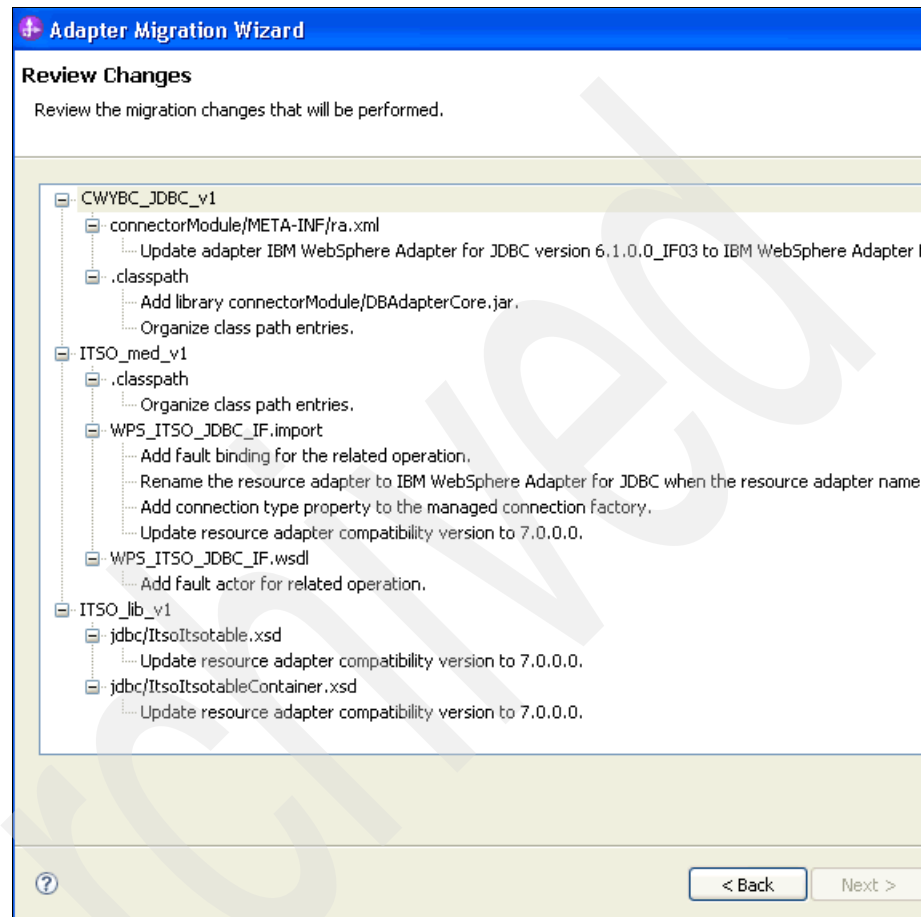 Adapter Migration Wizard
Review Changes
Review the migration changes that will be performed.
CWYBC_JDBC_v1
connectorModule/META-INF/ra.xml
Update adapter IBM WebSphere Adapter for JDBC version 6.1.0.0_IF03 to IBM WebSphere Adapter
.classpath
Add library connectorModule/DBAdapterCore.jar.
Organize class path entries.
ITSO_med_v1
.classpath
Organize class path entries.
WPS_ITSO_JDBC_IF.import
Add fault binding for the related operation.
Rename the resource adapter to IBM WebSphere Adapter for JDBC when the resource adapter name
Add connection type property to the managed connection factory.
Update resource adapter compatibility version to 7.0.0.0.
WPS_ITSO_JDBC_IF.wsdl
Add fault actor for related operation.
ITSO_lib_v1
jdbc/ItsoItsotable.xsd
Update resource adapter compatibility version to 7.0.0.0.
jdbc/ItsoItsotableContainer.xsd
Update resource adapter compatibility version to 7.0.0.0.
?
< Back
Next >